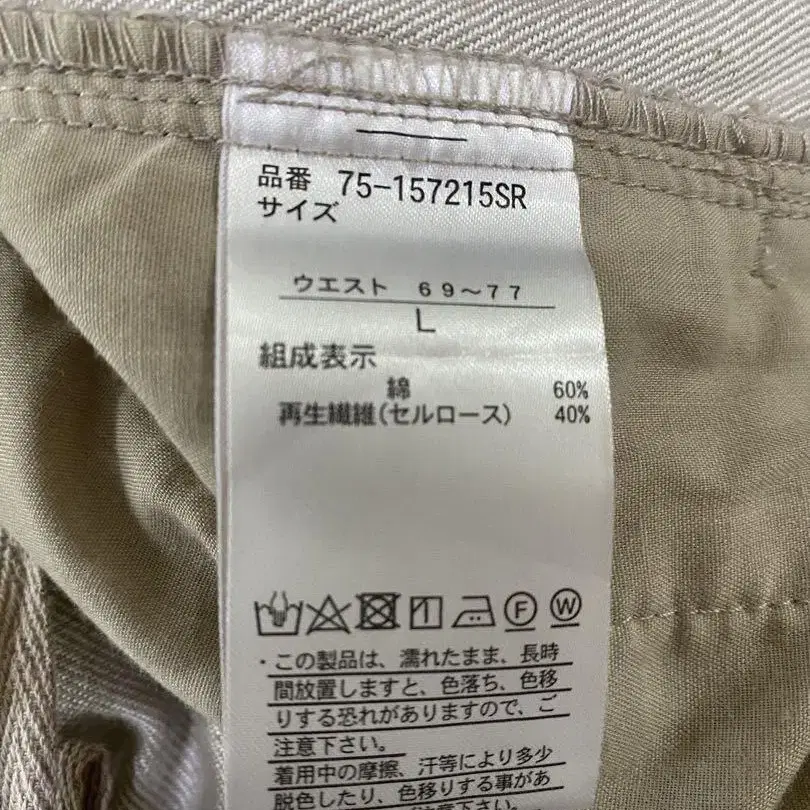 品番 75-157215SR
サイズ
ウエスト 69~77
L
組成表示
綿 60%
再生繊維(セルロース) 40%
F W
・この製品は、濡れたまま、長時
間放置しますと、色落ち、色移
りする恐れがありますので、ご
注意下さい。
着用中の摩擦、汗等により多少
脱色したり、色移りする事があ